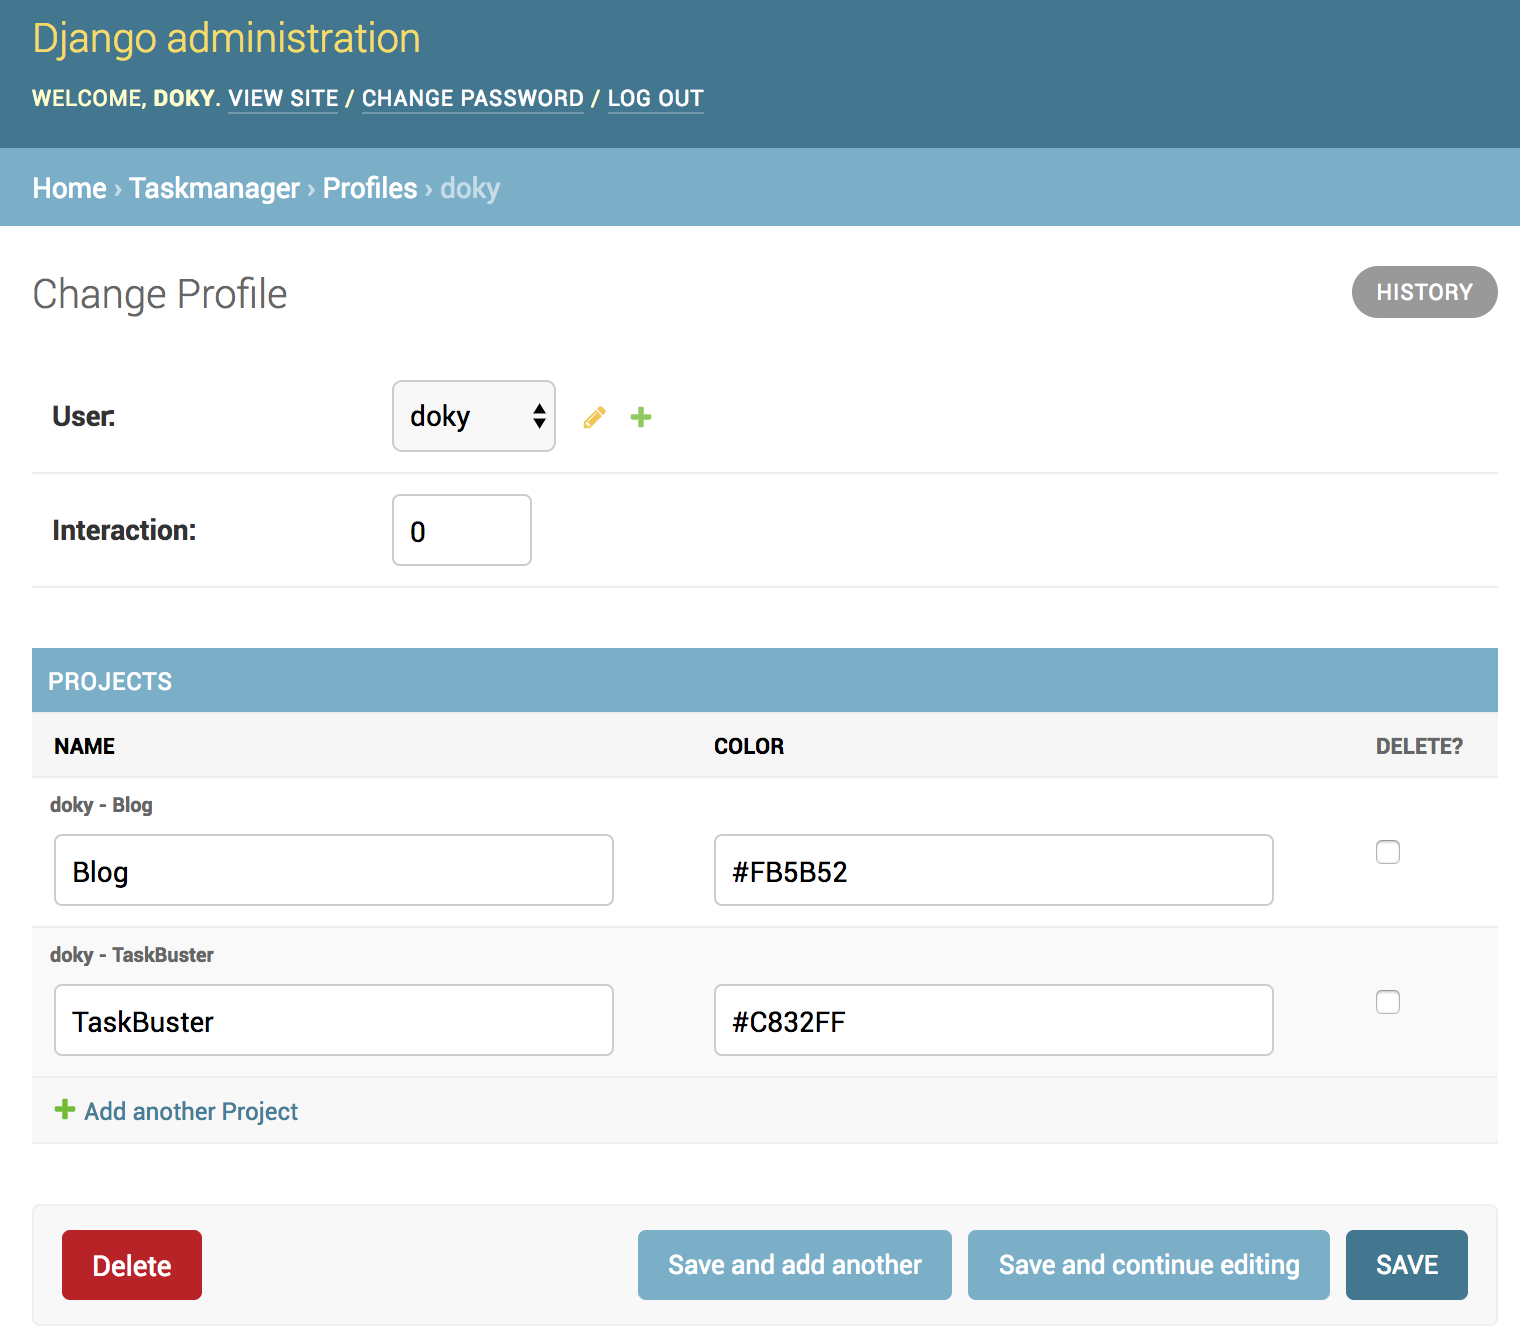 Django administration
WELCOME, DOKY. VIEW SITE / CHANGE PASSWORD / LOG OUT
Home › Taskmanager › Profiles › doky
Change Profile
HISTORY
User:
doky
Interaction:
0
PROJECTS
NAME COLOR DELETE?
doky - Blog
Blog #FB5B52
doky - TaskBuster
TaskBuster #C832FF
Add another Project
Delete Save and add another Save and continue editing SAVE